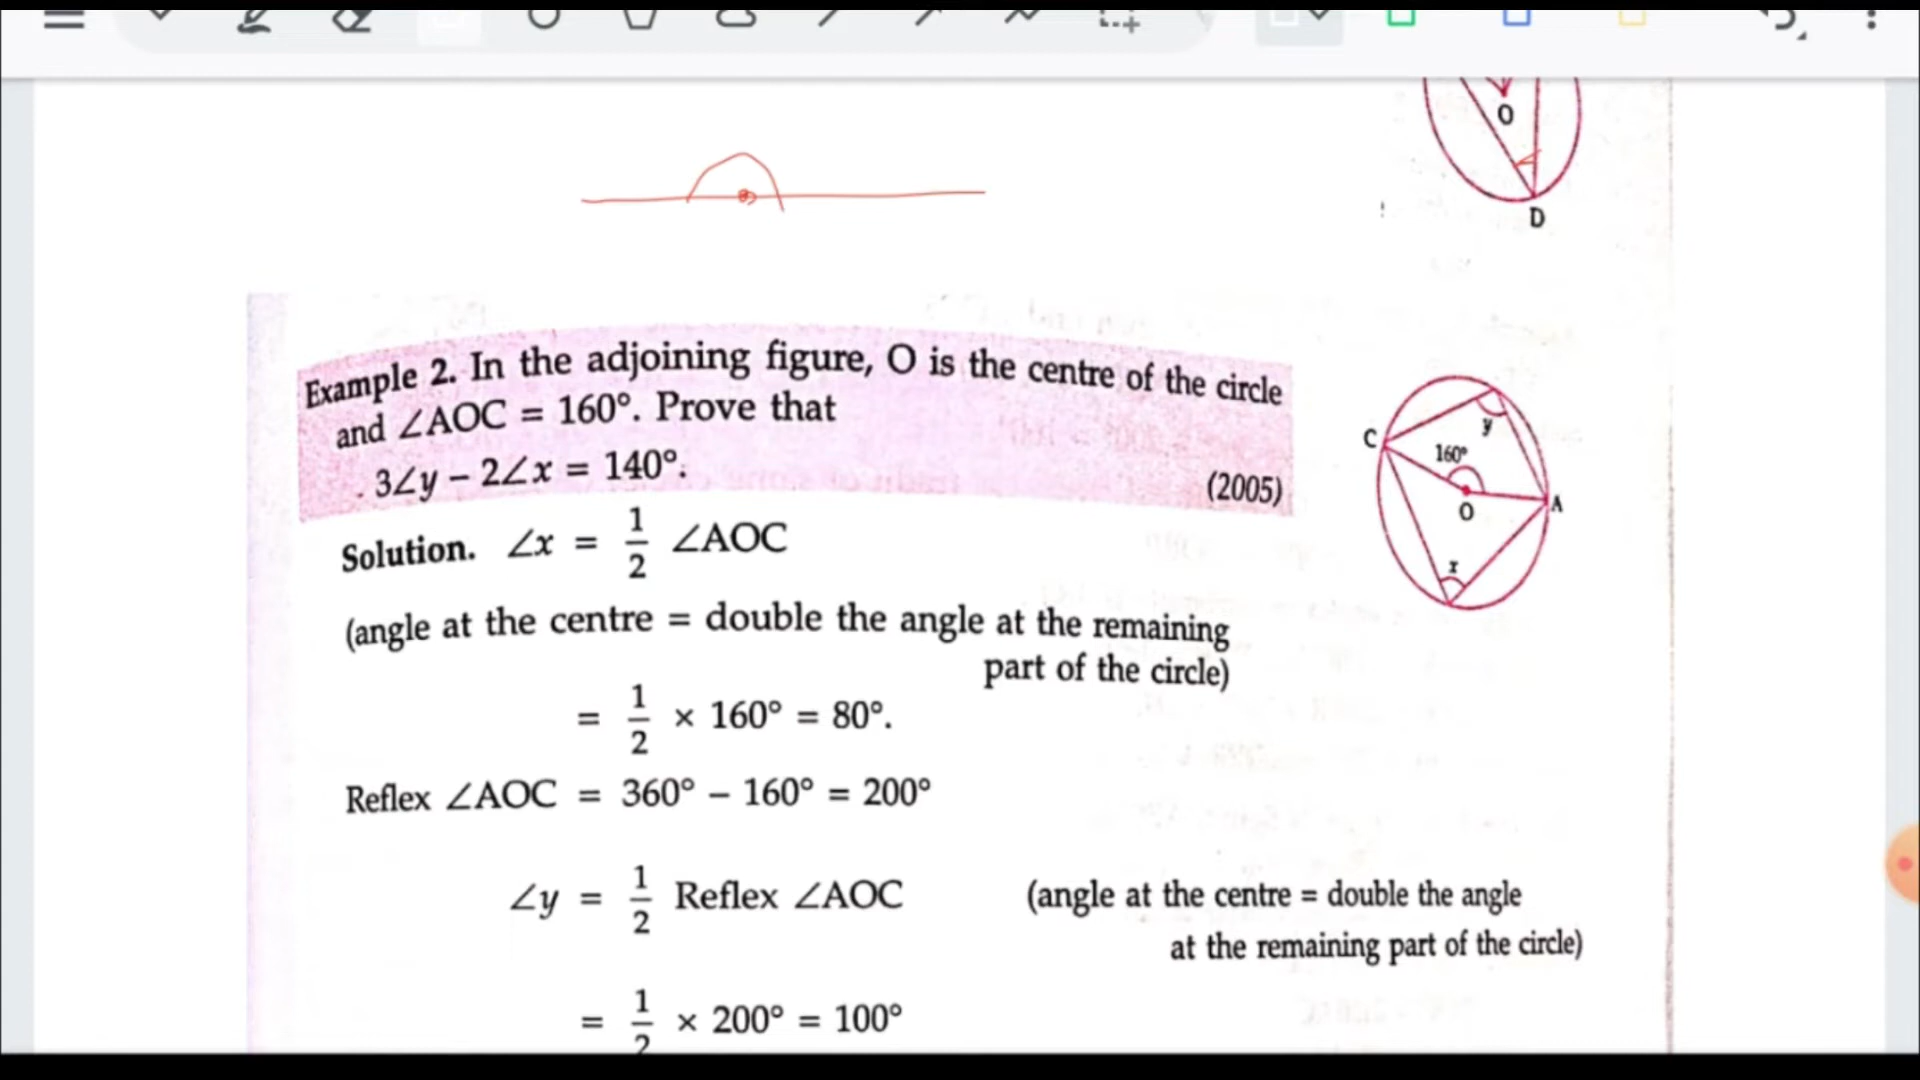 O
D
Example 2. In the adjoining figure, O is the centre of the circle
and ∠AOC = 160°. Prove that
3∠y – 2∠x = 140°.
(2005)
C
y
160°
O
A
x
Solution. ∠x = 1/2 ∠AOC
(angle at the centre = double the angle at the remaining
part of the circle)
= 1/2 × 160° = 80°.
Reflex ∠AOC = 360° – 160° = 200°
∠y = 1/2 Reflex ∠AOC (angle at the centre = double the angle
at the remaining part of the circle)
= 1/2 × 200° = 100°